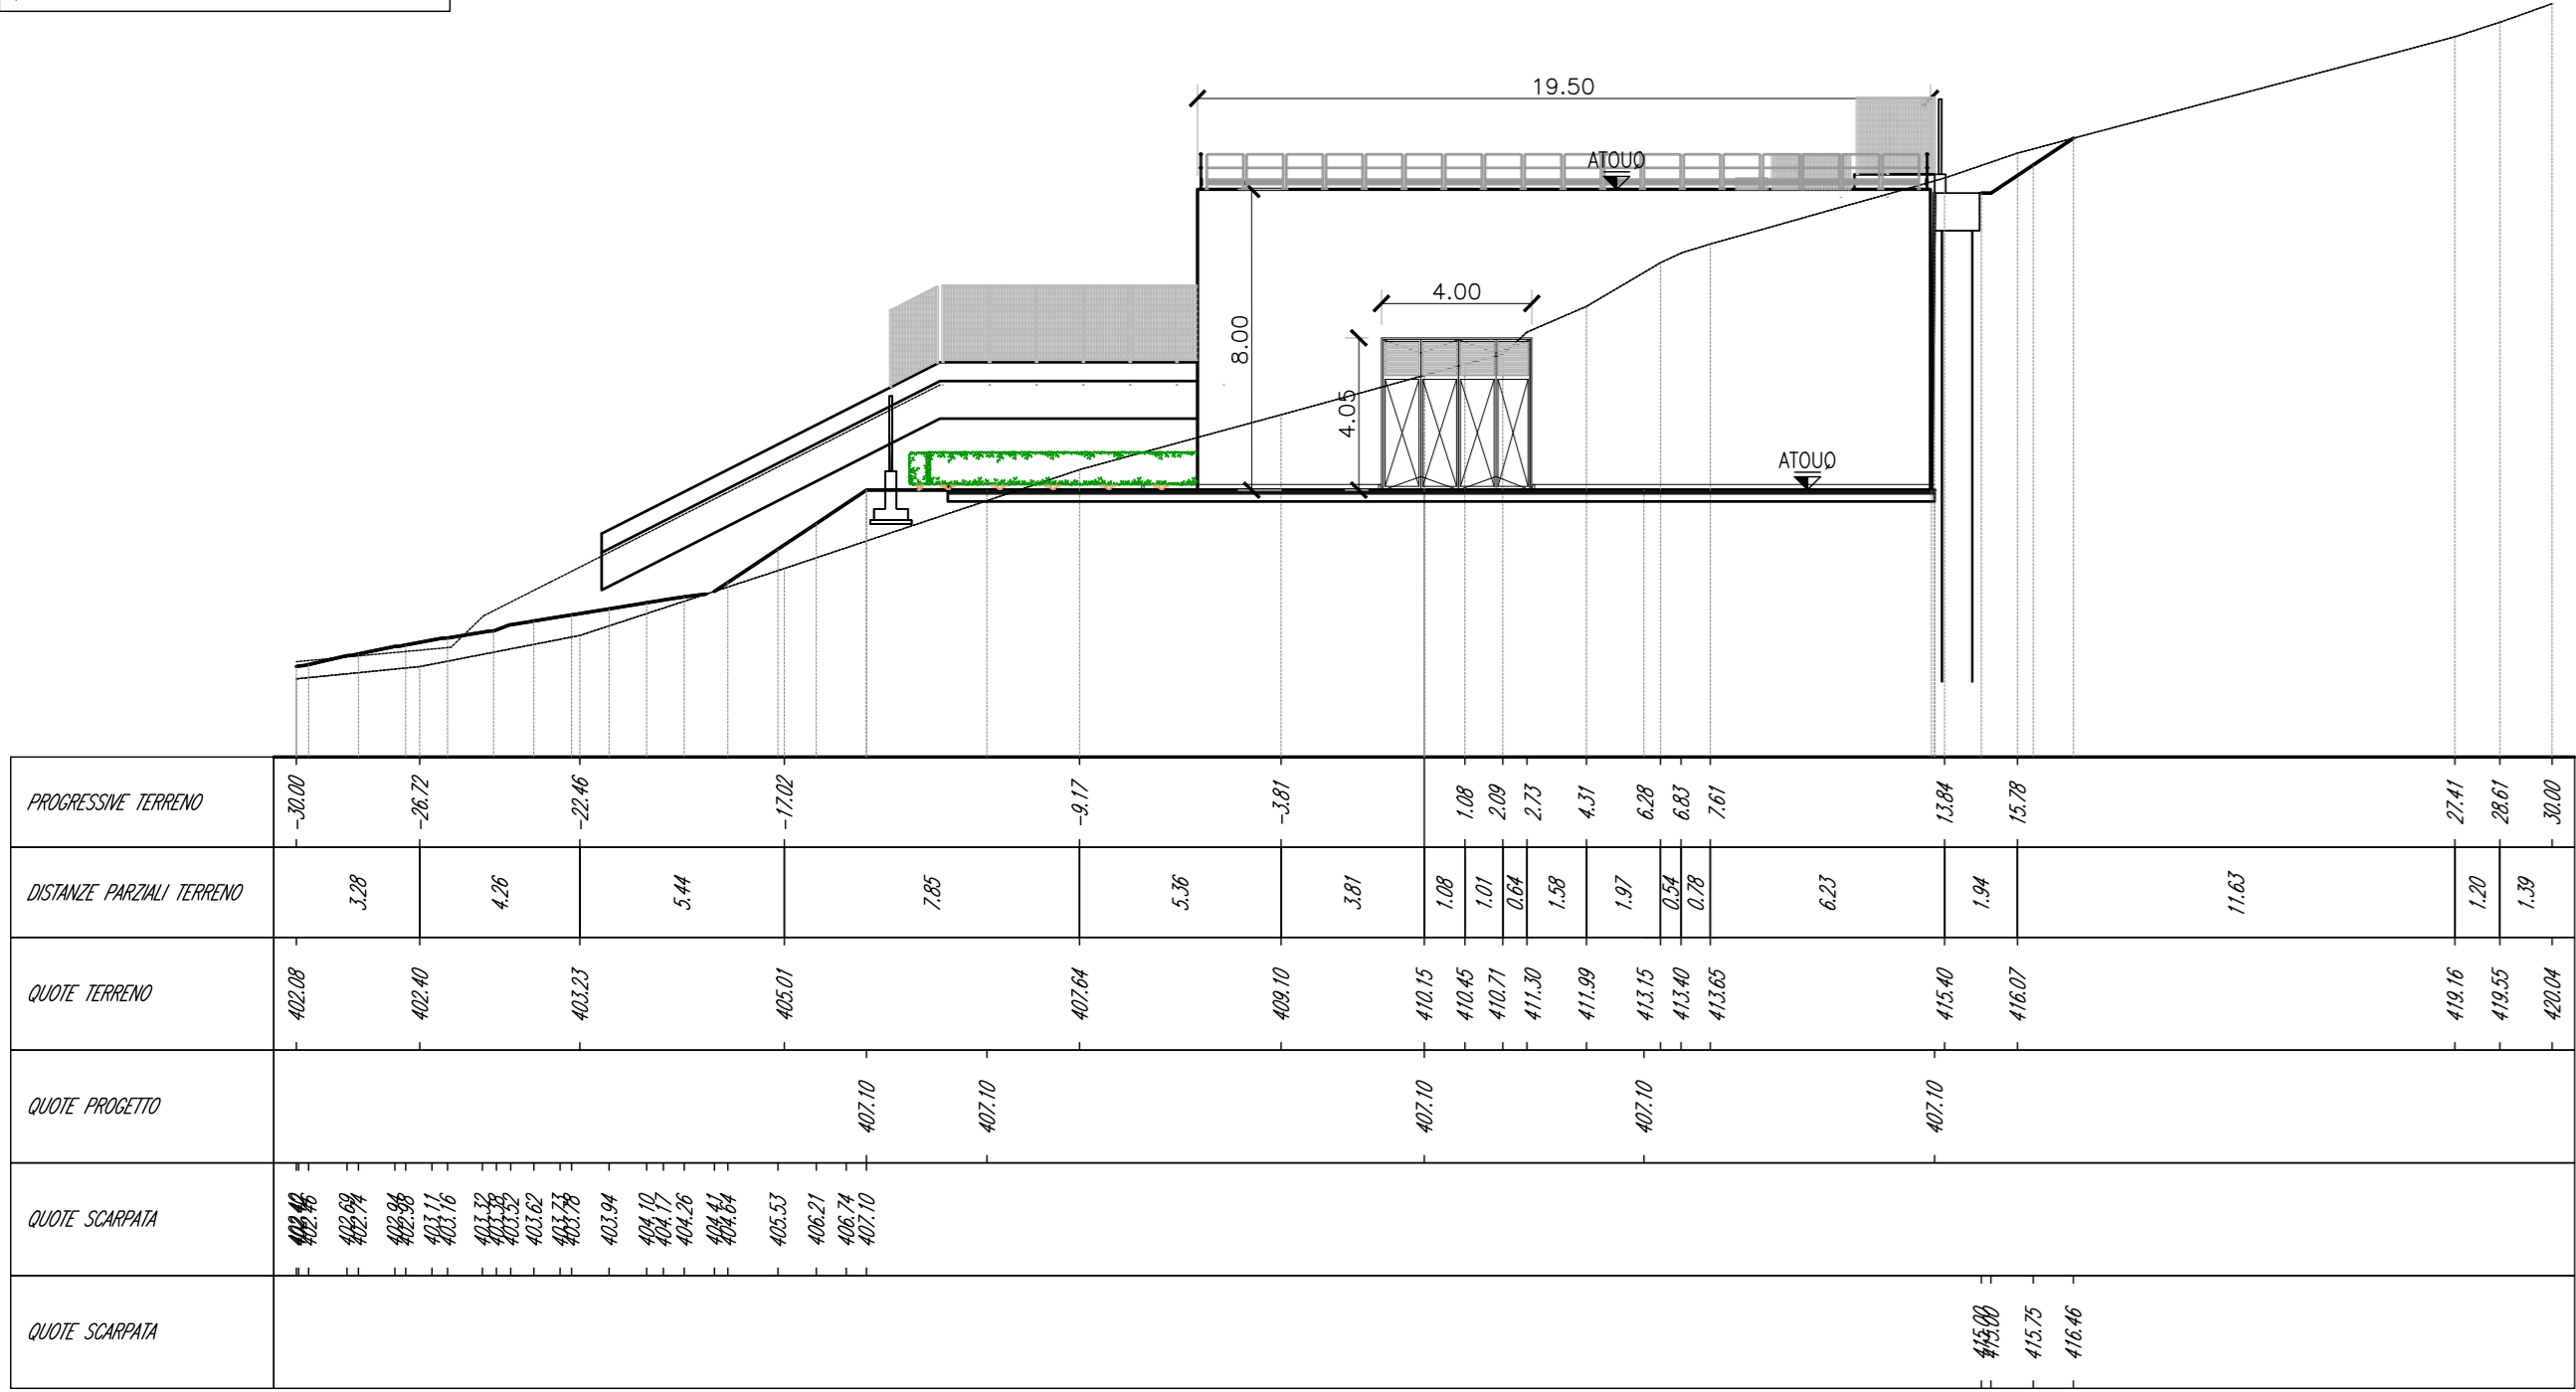 19.50
ATOUO
4.00
8.00
4.05
ATOUO
PROGRESSIVE TERRENO -30.00 -26.72 -22.46 -17.02 -9.17 -3.81 1.08 2.09 2.73 4.31 6.28 6.83 7.61 13.84 15.78 27.41 28.61 30.00
DISTANZE PARZIALI TERRENO 3.28 4.26 5.44 7.85 5.36 3.81 1.08 1.01 0.64 1.58 1.97 0.54 0.78 6.23 1.94 11.63 1.20 1.39
QUOTE TERRENO 402.08 402.40 403.23 405.01 407.64 409.10 410.15 410.45 410.71 411.30 411.99 413.15 413.40 413.65 415.40 416.07 419.16 419.55 420.04
QUOTE PROGETTO 407.10 407.10 407.10 407.10 407.10
QUOTE SCARPATA 402.46 402.69 402.74 402.94 402.98 403.11 403.16 403.32 403.38 403.52 403.62 403.73 403.78 403.94 404.10 404.17 404.26 404.41 404.64 405.53 406.21 406.74 407.10
QUOTE SCARPATA 415.00 415.00 415.75 416.46